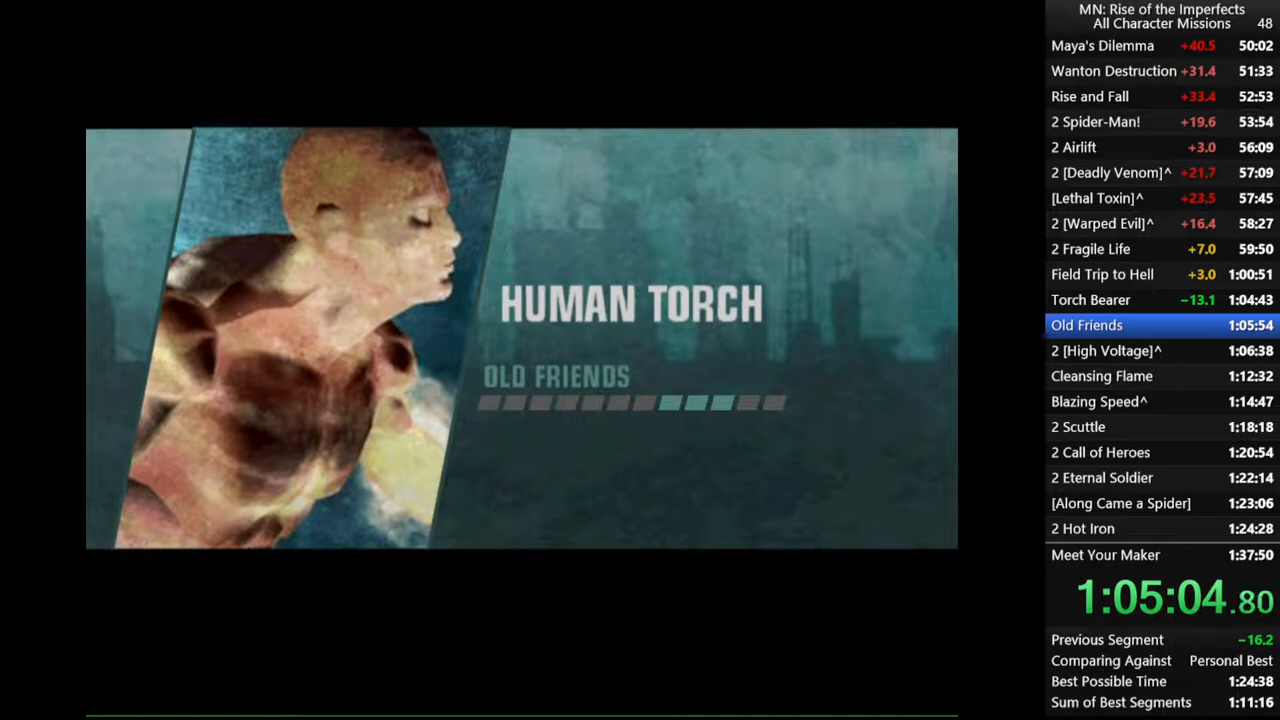 HUMAN TORCH
OLD FRIENDS
MN: Rise of the Imperfects
All Character Missions 48
Maya's Dilemma +40.5 50:02
Wanton Destruction +31.4 51:33
Rise and Fall +33.4 52:53
2 Spider-Man! +19.6 53:54
2 Airlift +3.0 56:09
2 [Deadly Venom]^ +21.7 57:09
[Lethal Toxin]^ +23.5 57:45
2 [Warped Evil]^ +16.4 58:27
2 Fragile Life +7.0 59:50
Field Trip to Hell +3.0 1:00:51
Torch Bearer −13.1 1:04:43
Old Friends 1:05:54
2 [High Voltage]^ 1:06:38
Cleansing Flame 1:12:32
Blazing Speed^ 1:14:47
2 Scuttle 1:18:18
2 Call of Heroes 1:20:54
2 Eternal Soldier 1:22:14
[Along Came a Spider] 1:23:06
2 Hot Iron 1:24:28
Meet Your Maker 1:37:50
1:05:04.80
Previous Segment −16.2
Comparing Against Personal Best
Best Possible Time 1:24:38
Sum of Best Segments 1:11:16